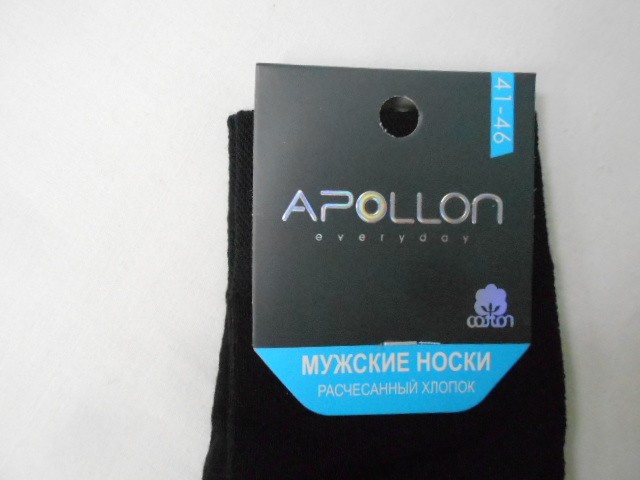 41-46
APOLLON
everyday
cotton
МУЖСКИЕ НОСКИ
РАСЧЕСАННЫЙ ХЛОПОК